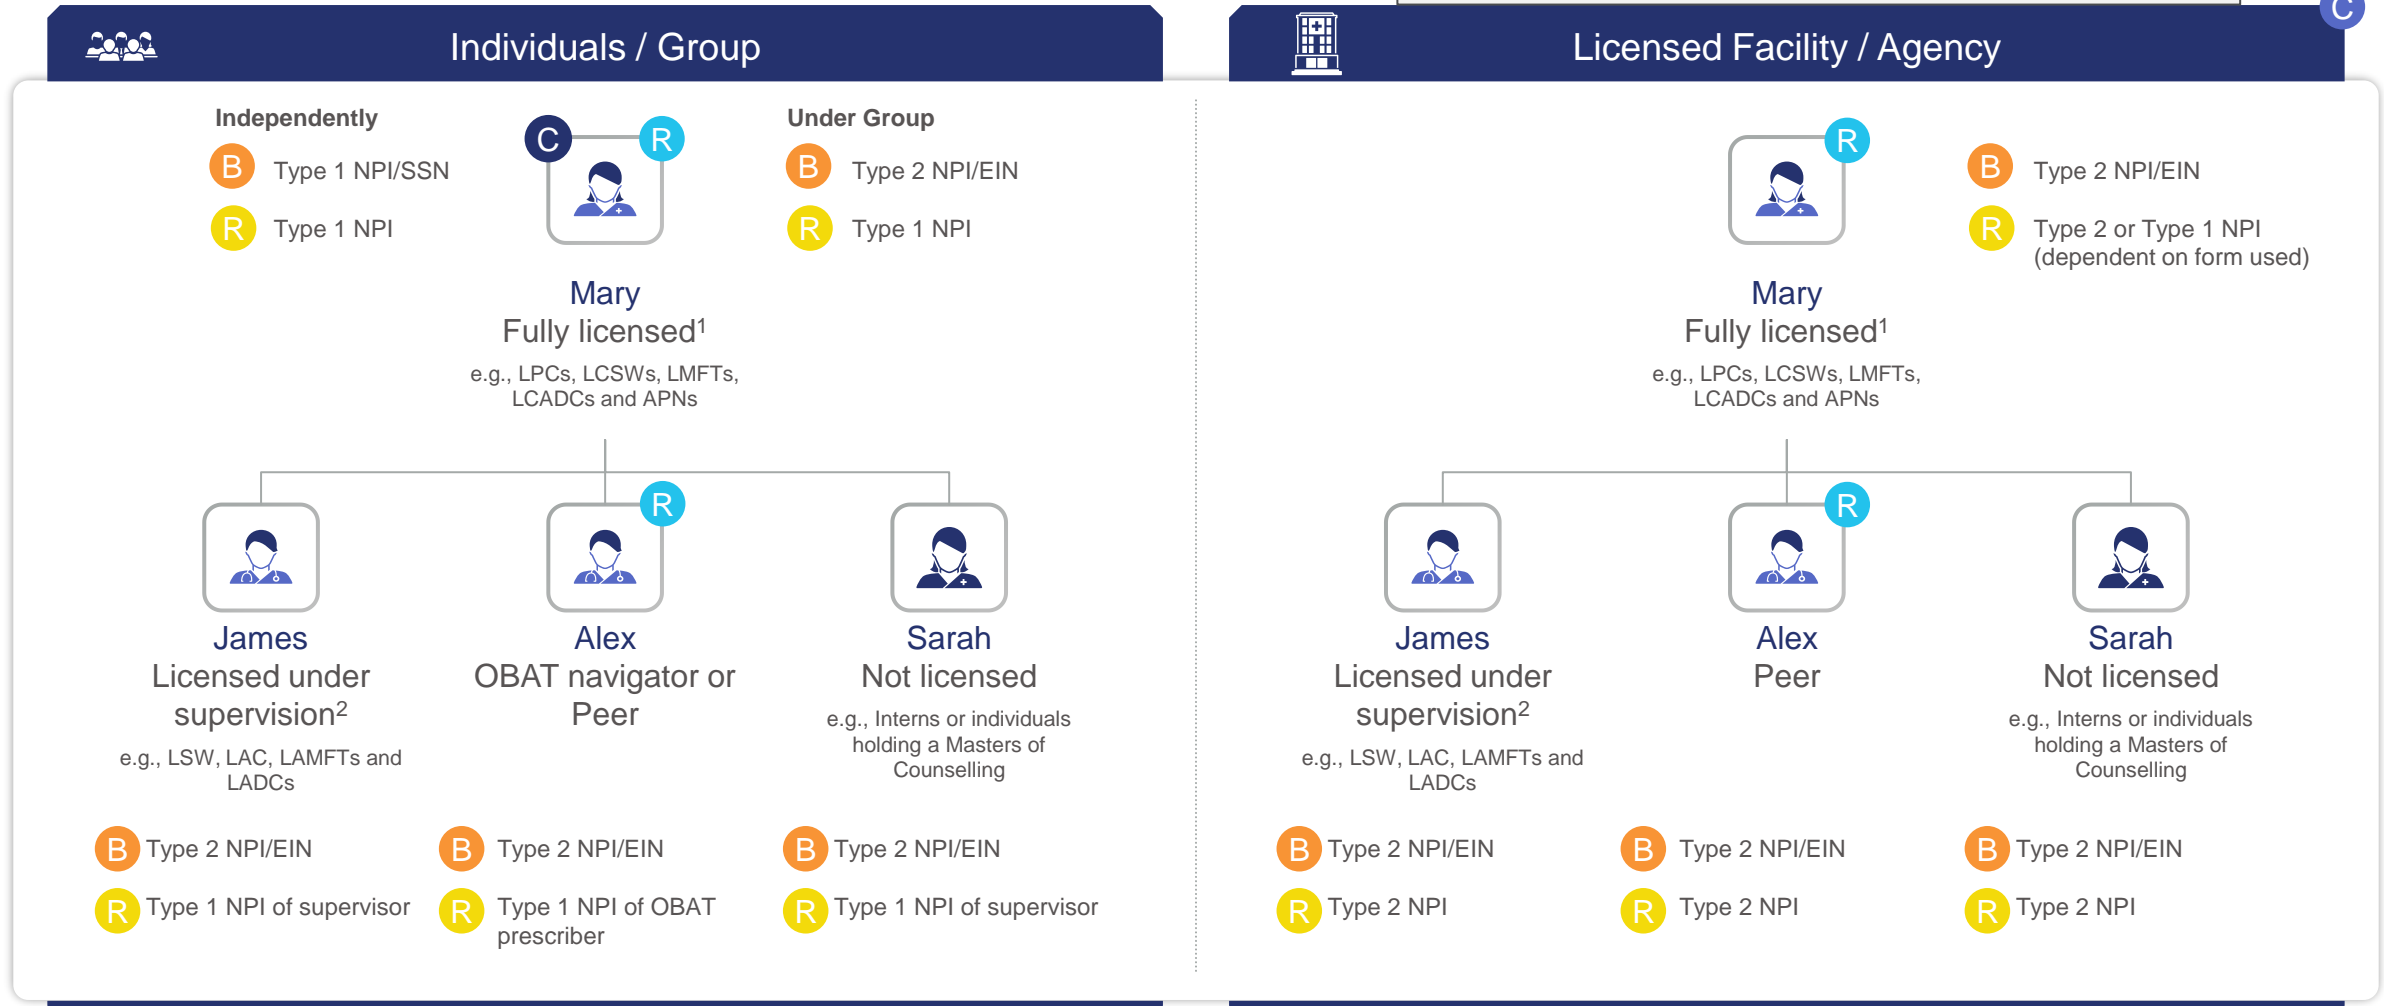 Individuals / Group
Independently
B Type 1 NPI/SSN
R Type 1 NPI
C
R
Under Group
B Type 2 NPI/EIN
R Type 1 NPI
Mary
Fully licensed1
e.g., LPCs, LCSWs, LMFTs,
LCADCs and APNs
R
James
Licensed under
supervision2
e.g., LSW, LAC, LAMFTs and
LADCs
B Type 2 NPI/EIN
R Type 1 NPI of supervisor
Alex
OBAT navigator or
Peer
B Type 2 NPI/EIN
R Type 1 NPI of OBAT
prescriber
Sarah
Not licensed
e.g., Interns or individuals
holding a Masters of
Counselling
B Type 2 NPI/EIN
R Type 1 NPI of supervisor
Licensed Facility / Agency
C
R
B Type 2 NPI/EIN
R Type 2 or Type 1 NPI
(dependent on form used)
Mary
Fully licensed1
e.g., LPCs, LCSWs, LMFTs,
LCADCs and APNs
R
James
Licensed under
supervision2
e.g., LSW, LAC, LAMFTs and
LADCs
B Type 2 NPI/EIN
R Type 2 NPI
Alex
Peer
B Type 2 NPI/EIN
R Type 2 NPI
Sarah
Not licensed
e.g., Interns or individuals
holding a Masters of
Counselling
B Type 2 NPI/EIN
R Type 2 NPI